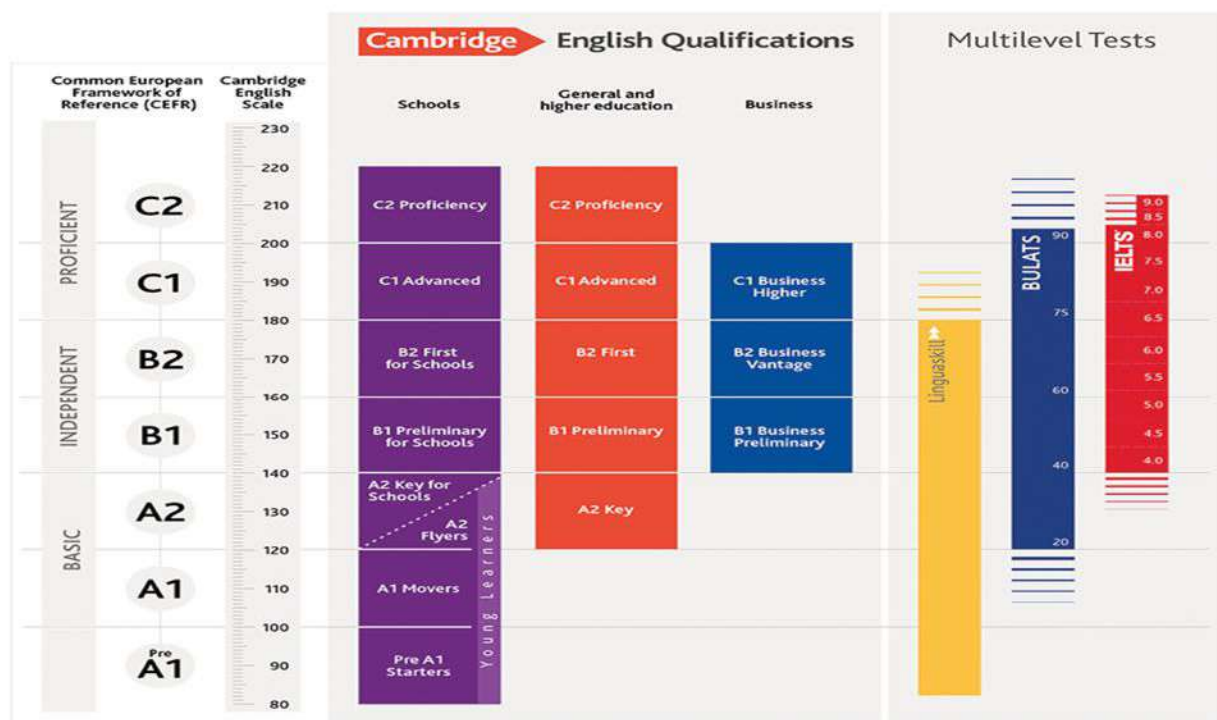 Cambridge English Qualifications
Multilevel Tests
Common European
Framework of
Reference (CEFR)
Cambridge
English
Scale
Schools
General and
higher education
Business
PROFICIENT
INDEPENDENT
BASIC
C2
C1
B2
B1
A2
A1
Pre
A1
230
220
210
200
190
180
170
160
150
140
130
120
110
100
90
80
C2 Proficiency
C1 Advanced
B2 First
for Schools
B1 Preliminary
for Schools
A2 Key for
Schools
A2
Flyers
A1 Movers
Pre A1
Starters
Young Learners
C2 Proficiency
C1 Advanced
B2 First
B1 Preliminary
A2 Key
C1 Business
Higher
B2 Business
Vantage
B1 Business
Preliminary
Linguaskill
BULATS
90
75
60
40
20
IELTS
9.0
8.5
8.0
7.5
7.0
6.5
6.0
5.5
5.0
4.5
4.0